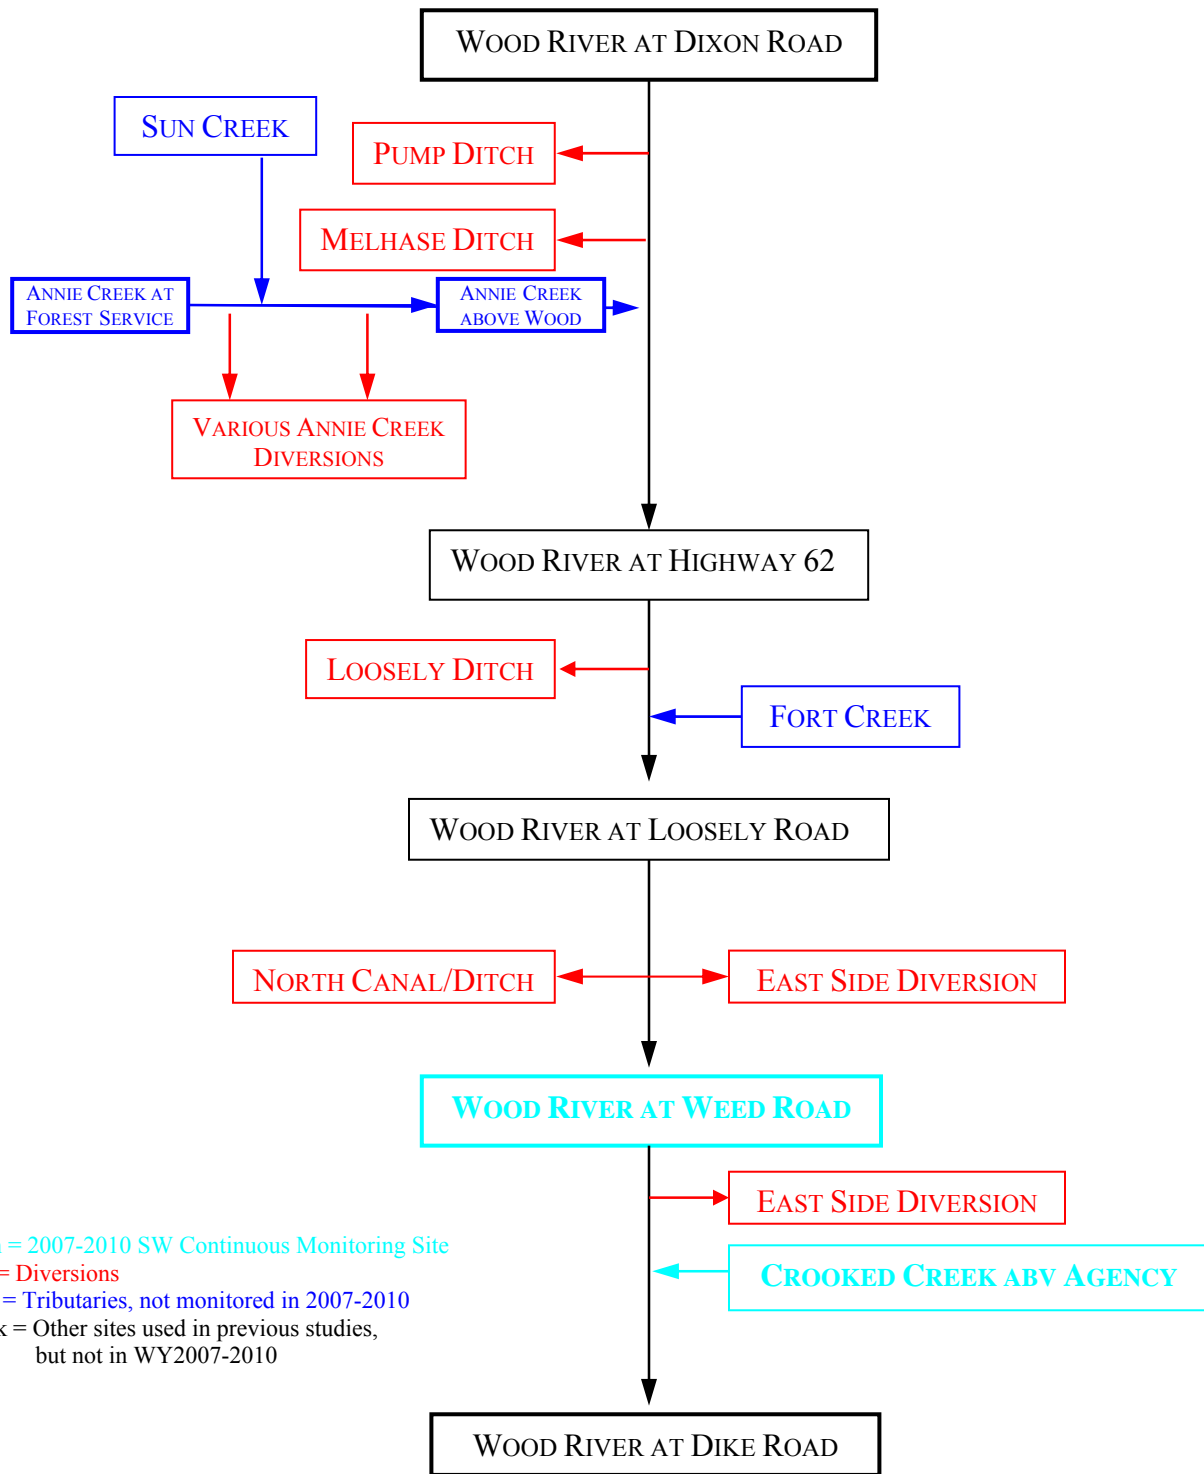 WOOD RIVER AT DIXON ROAD
SUN CREEK
PUMP DITCH
MELHASE DITCH
ANNIE CREEK AT
FOREST SERVICE
ANNIE CREEK
ABOVE WOOD
VARIOUS ANNIE CREEK
DIVERSIONS
WOOD RIVER AT HIGHWAY 62
LOOSELY DITCH
FORT CREEK
WOOD RIVER AT LOOSELY ROAD
NORTH CANAL/DITCH
EAST SIDE DIVERSION
WOOD RIVER AT WEED ROAD
EAST SIDE DIVERSION
CROOKED CREEK ABV AGENCY
= 2007-2010 SW Continuous Monitoring Site
= Diversions
= Tributaries, not monitored in 2007-2010
= Other sites used in previous studies,
but not in WY2007-2010
WOOD RIVER AT DIKE ROAD